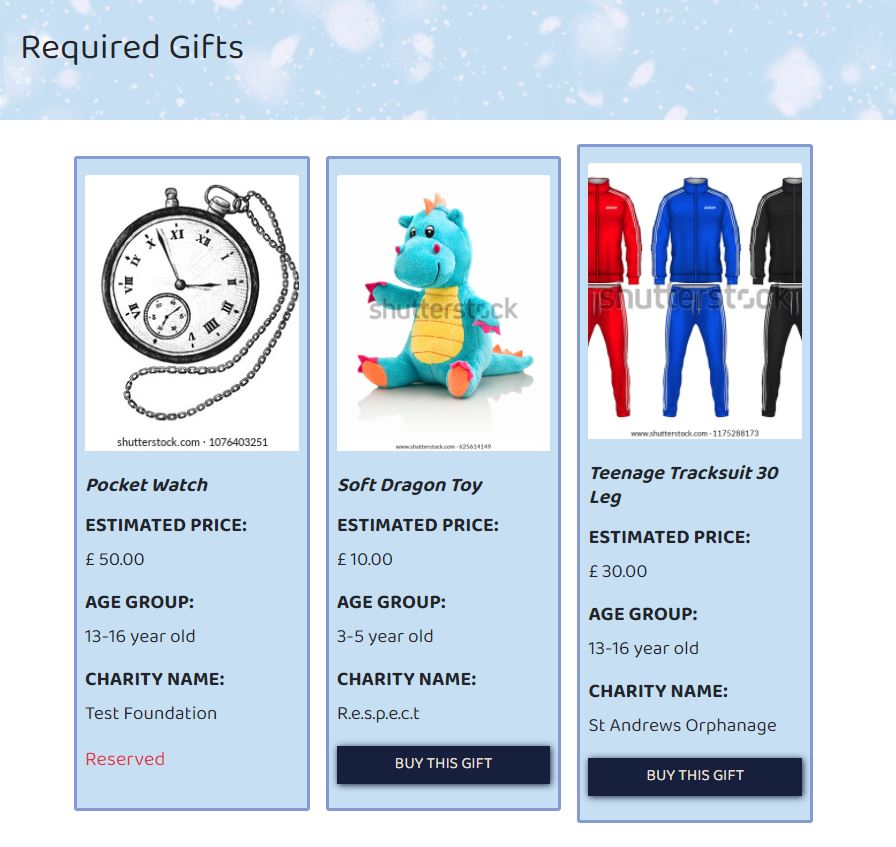 Required Gifts
XI
XII
I
X
shutterstock.com · 1076403251
Pocket Watch
ESTIMATED PRICE:
£ 50.00
AGE GROUP:
13-16 year old
CHARITY NAME:
Test Foundation
Reserved
shutterstock
www.shutterstock.com · 625614149
Soft Dragon Toy
ESTIMATED PRICE:
£ 10.00
AGE GROUP:
3-5 year old
CHARITY NAME:
R.e.s.p.e.c.t
BUY THIS GIFT
shutterstock
www.shutterstock.com · 1175288173
Teenage Tracksuit 30
Leg
ESTIMATED PRICE:
£ 30.00
AGE GROUP:
13-16 year old
CHARITY NAME:
St Andrews Orphanage
BUY THIS GIFT